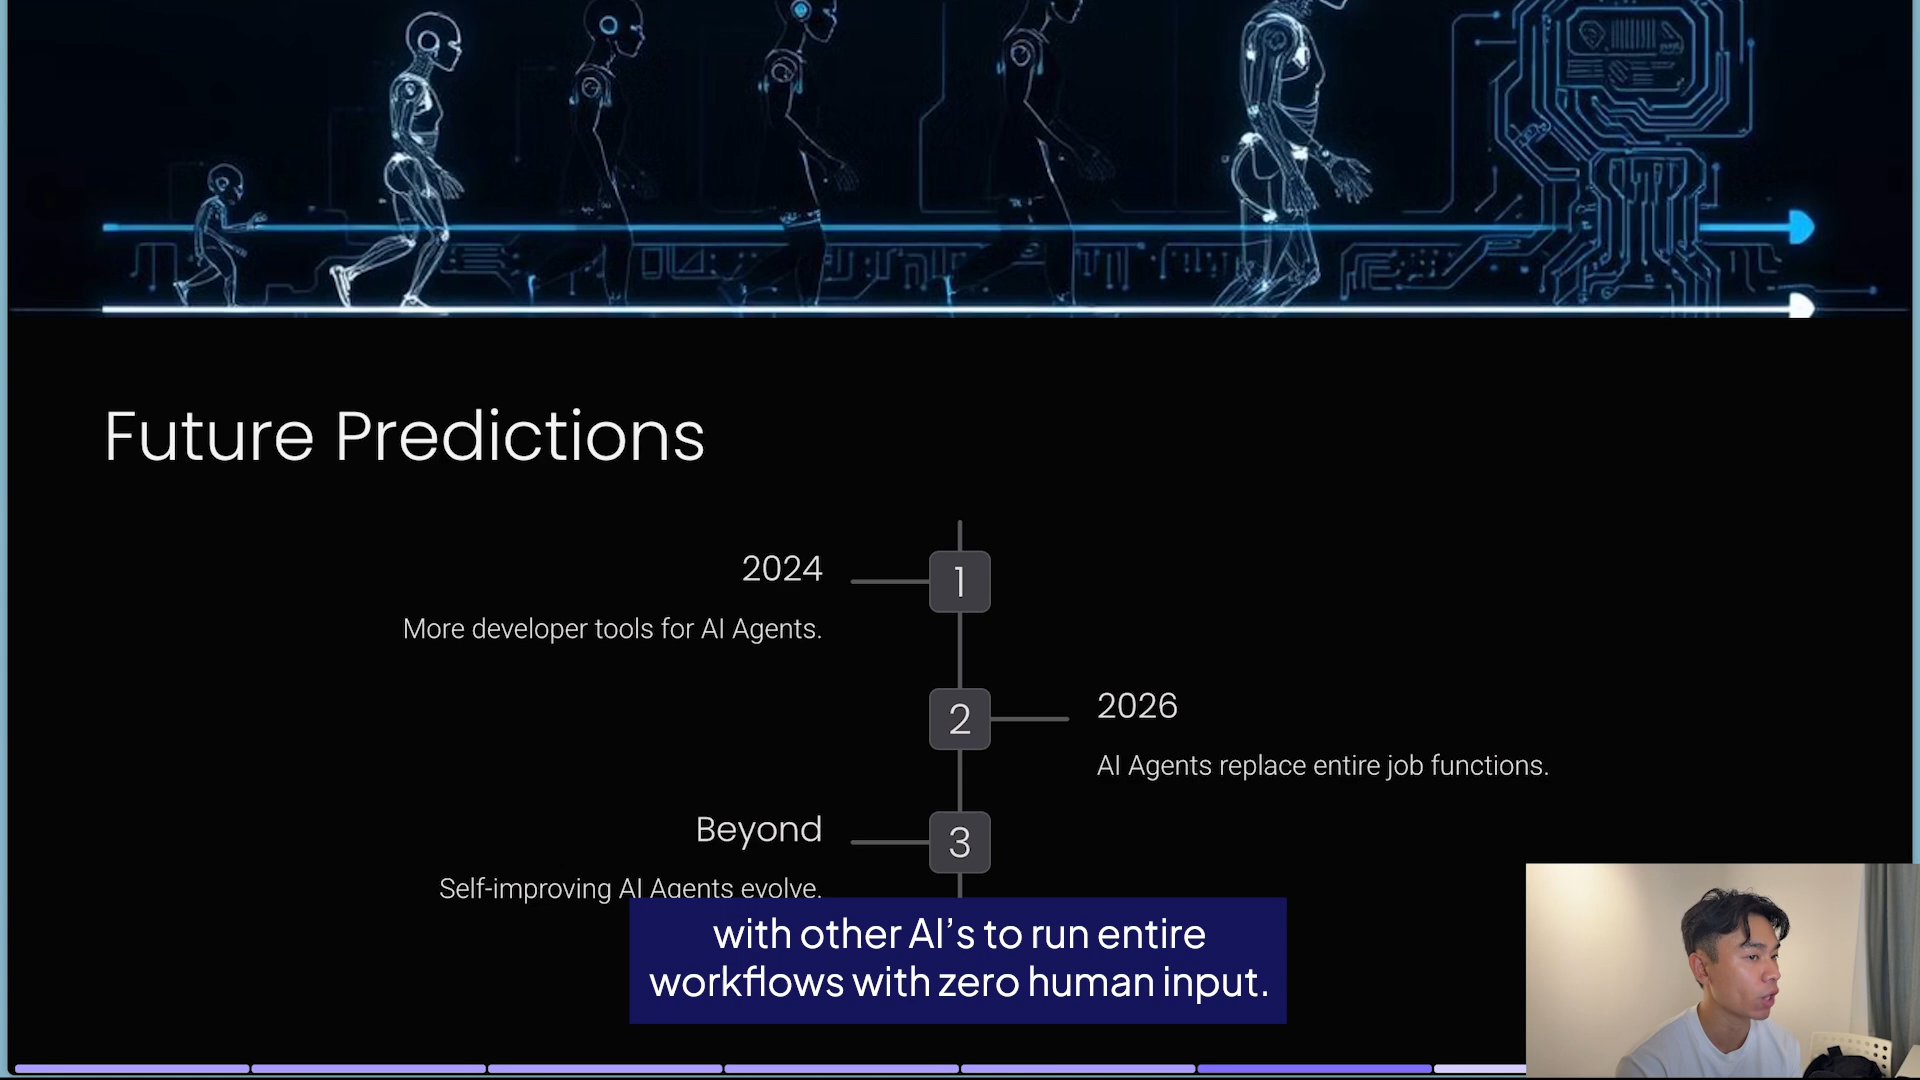 Future Predictions
2024
1
More developer tools for AI Agents.
2
2026
AI Agents replace entire job functions.
Beyond
3
Self-improving AI Agents evolve.
with other AI’s to run entire
workflows with zero human input.